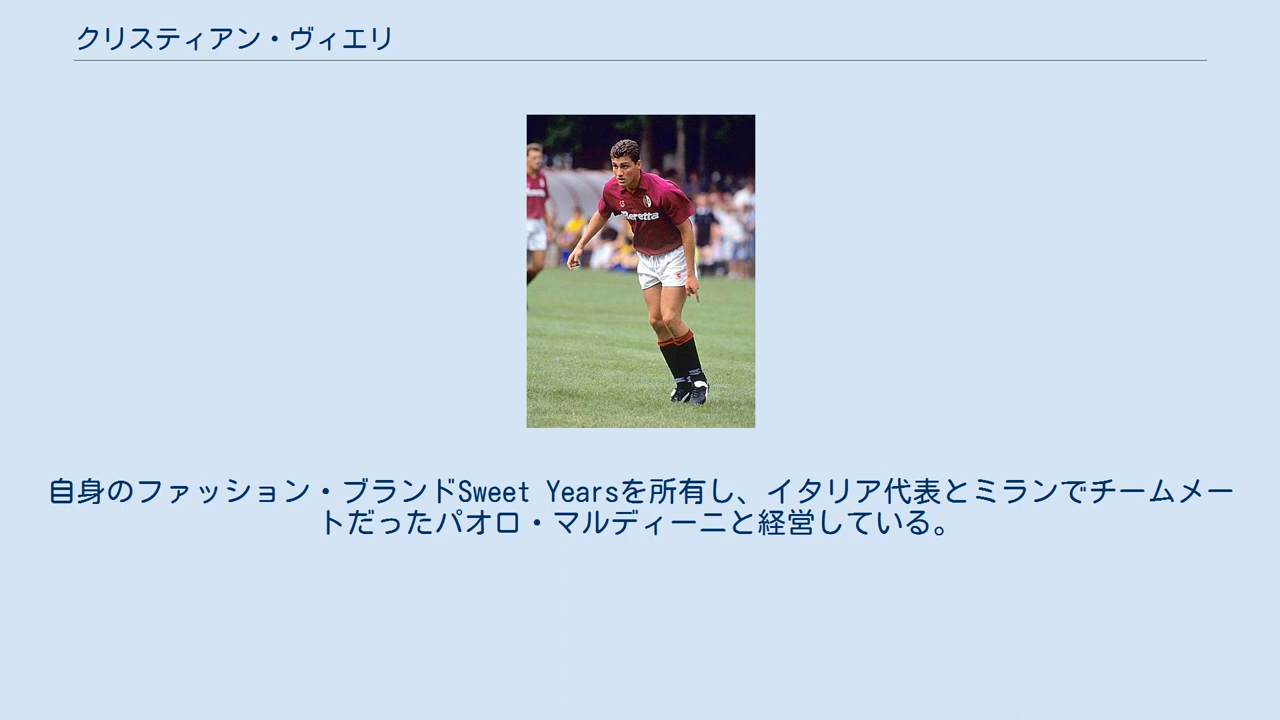 クリスティアン・ヴィエリ
Beretta
自身のファッション・ブランドSweet Yearsを所有し、イタリア代表とミランでチームメー
トだったパオロ・マルディーニと経営している。